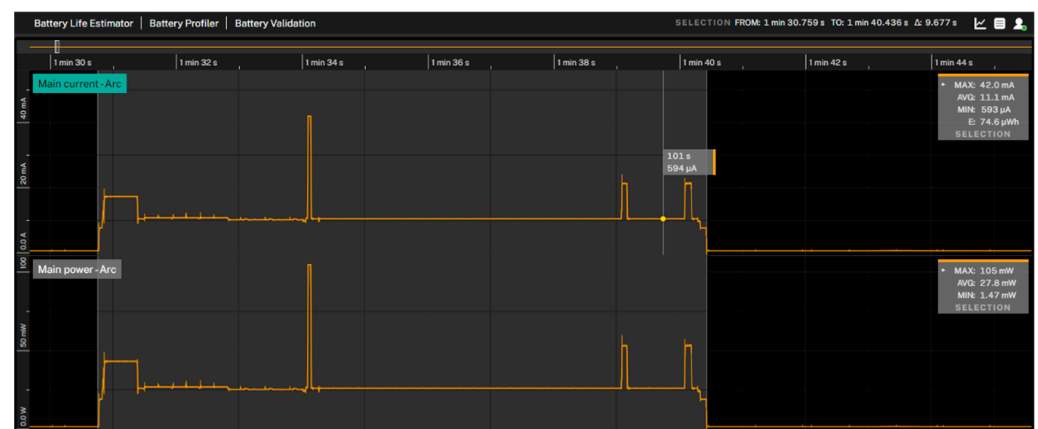 Battery Life Estimator | Battery Profiler | Battery Validation
SELECTION FROM: 1 min 30.759 s TO: 1 min 40.436 s Δ: 9.677 s
1 min 30 s 1 min 32 s 1 min 34 s 1 min 36 s 1 min 38 s 1 min 40 s 1 min 42 s 1 min 44 s
Main current - Arc
40 mA
20 mA
0.0 A
MAX: 42.0 mA
AVG: 11.1 mA
MIN: 593 µA
E: 74.6 µWh
SELECTION
101 s
594 µA
Main power - Arc
100
50 mW
0.0 W
MAX: 105 mW
AVG: 27.8 mW
MIN: 1.47 mW
SELECTION